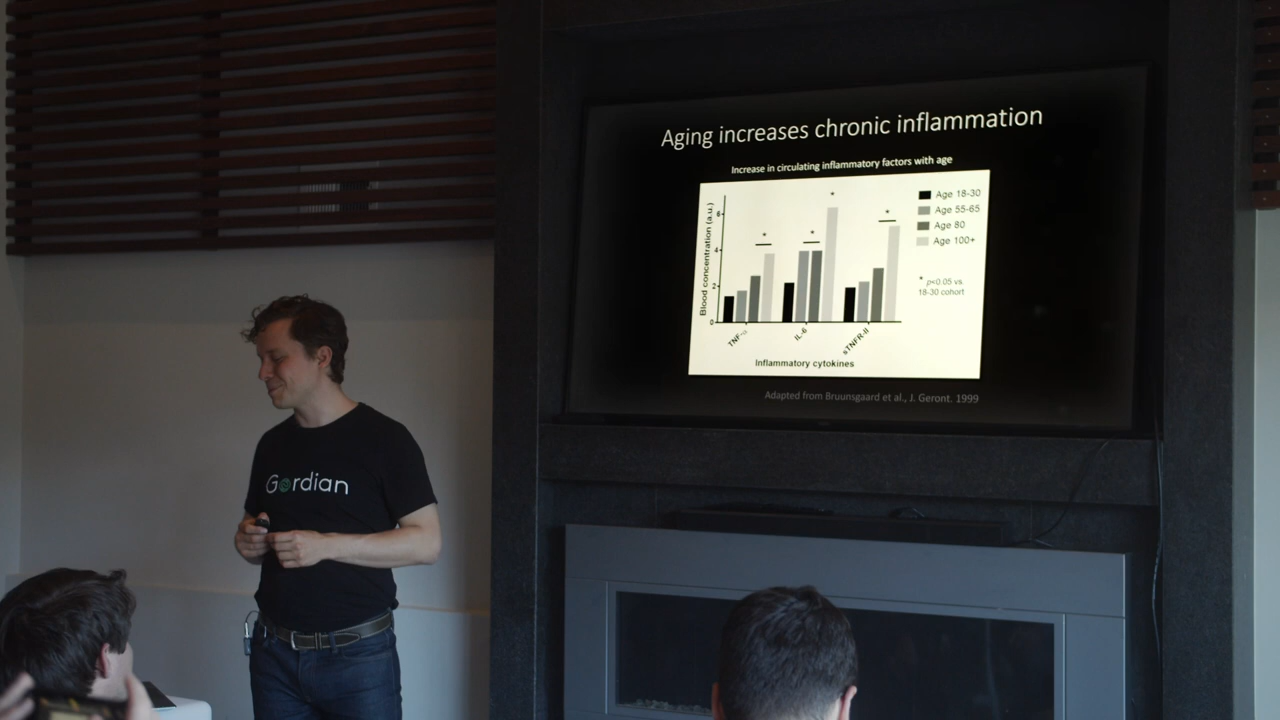 Aging increases chronic inflammation
Increase in circulating inflammatory factors with age
Blood concentration (a.u.)
6
4
2
0
TNF-α
IL-6
sTNFR-II
Inflammatory cytokines
Age 18-30
Age 55-65
Age 80
Age 100+
* p<0.05 vs.
18-30 cohort
Adapted from Bruunsgaard et al., J. Geront. 1999
Gordian